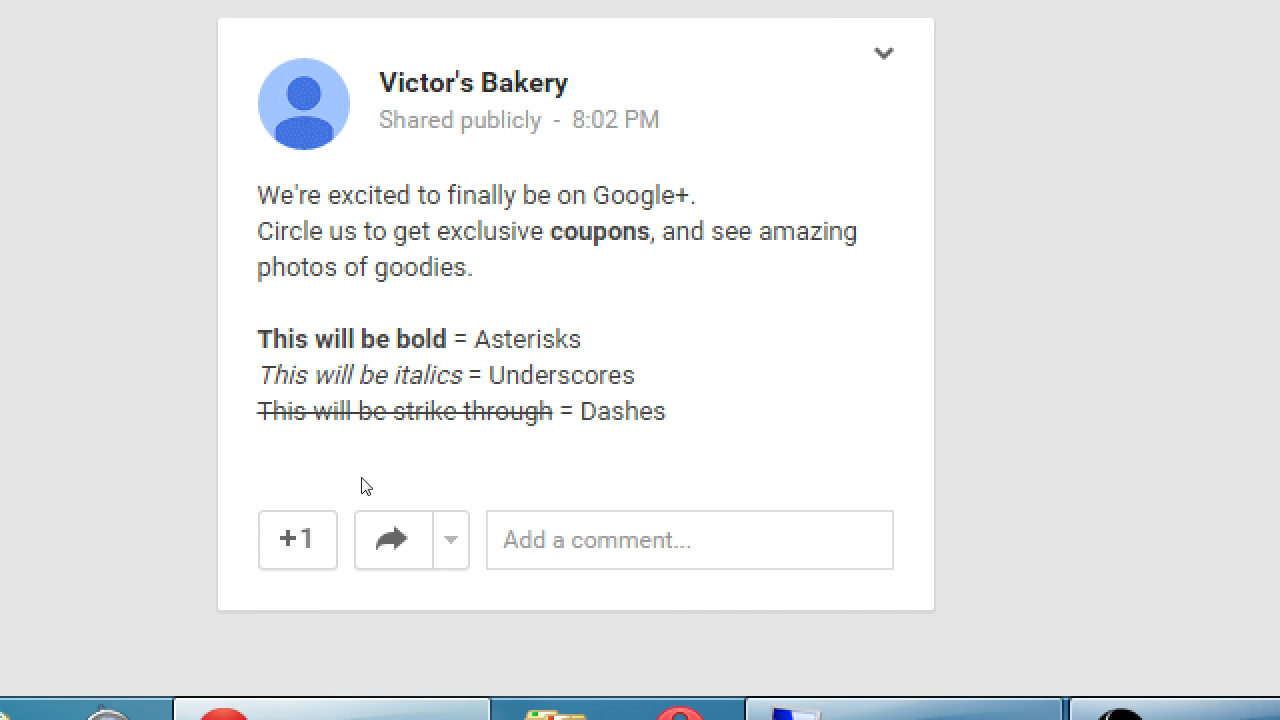 Victor's Bakery
Shared publicly - 8:02 PM
We're excited to finally be on Google+.
Circle us to get exclusive coupons, and see amazing
photos of goodies.
This will be bold = Asterisks
This will be italics = Underscores
This will be strike through = Dashes
+1
Add a comment...